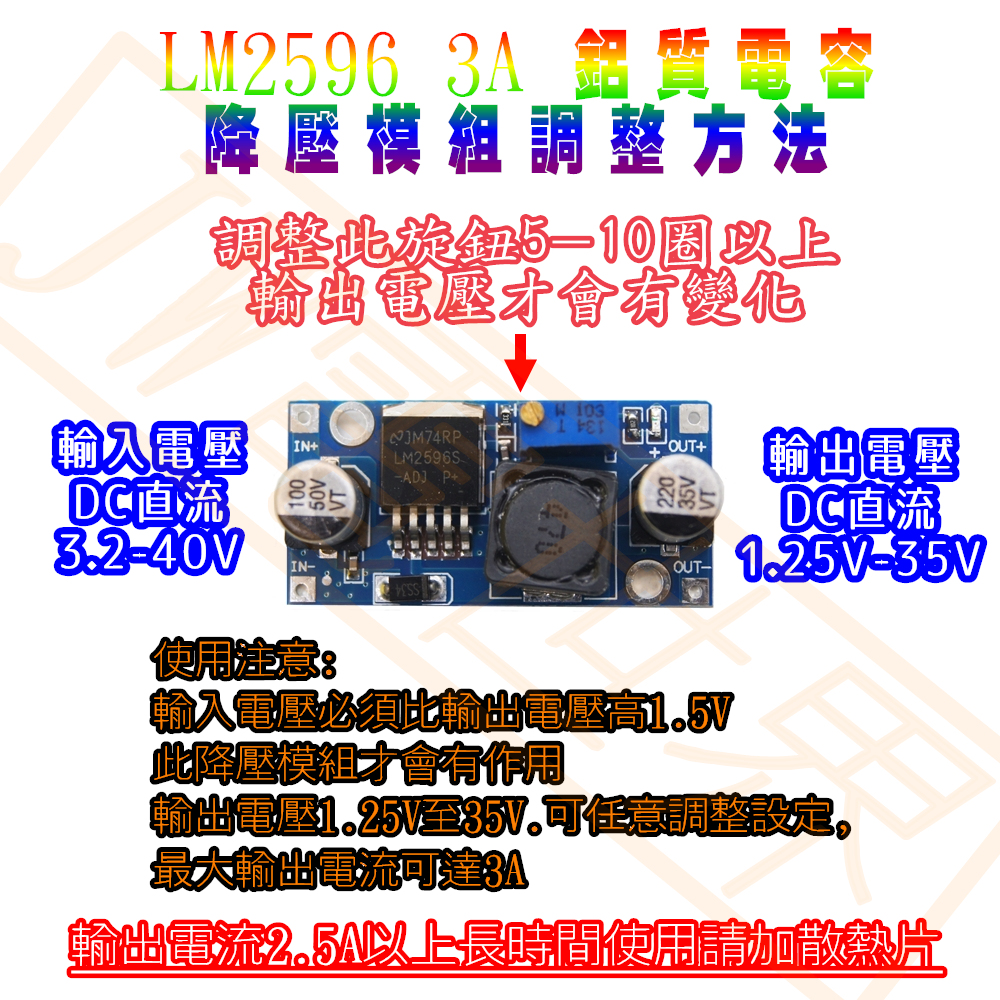 LM2596 3A 鋁質電容
降壓模組調整方法
調整此旋鈕5—10圈以上
輸出電壓才會有變化
輸入電壓
DC直流
3.2-40V
IN+
IN-
100
50V
VT
JM74RP
LM2596S
-ADJ P+
SS34
W 103
134 T
220
35V
VT
OUT+
+
OUT-
輸出電壓
DC直流
1.25V-35V
使用注意:
輸入電壓必須比輸出電壓高1.5V
此降壓模組才會有作用
輸出電壓1.25V至35V.可任意調整設定,
最大輸出電流可達3A
輸出電流2.5A以上長時間使用請加散熱片